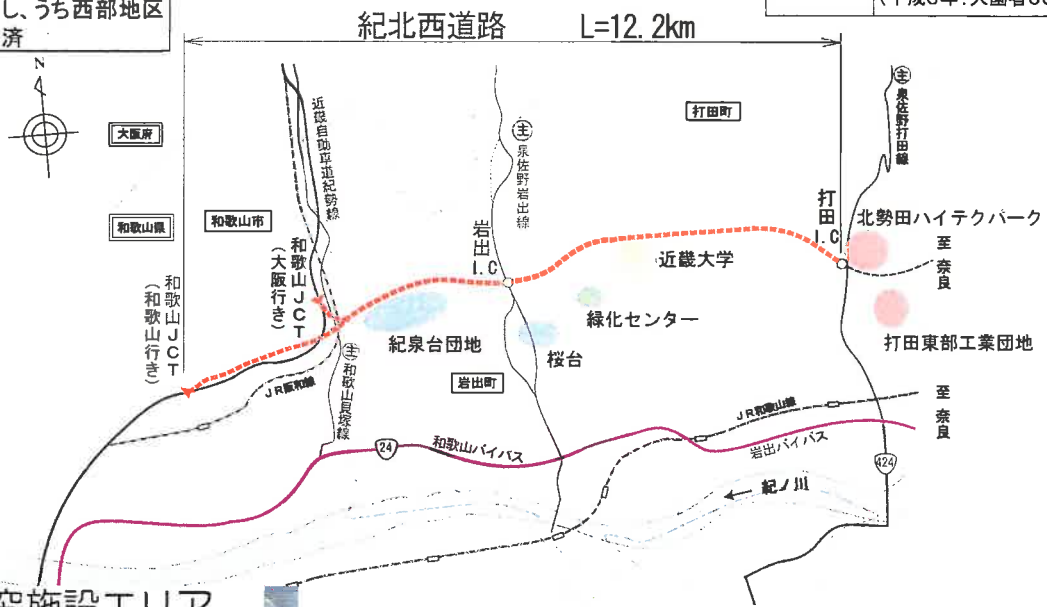 し、うち西部地区
済
紀北西道路 L=12.2km
N
大阪府
和歌山県
和歌山市
打田町
岩出町
近畿自動車道紀勢線
主 泉佐野岩出線
主 泉佐野打田線
岩出I.C
打田I.C
北勢田ハイテクパーク
至奈良
近畿大学
和歌山JCT
(大阪行き)
和歌山JCT
(和歌山行き)
紀泉台団地
緑化センター
桜台
打田東部工業団地
主 和歌山貝塚線
JR阪和線
JR和歌山線
至奈良
24
和歌山バイパス
岩出バイパス
424
← 紀ノ川
施設エリア